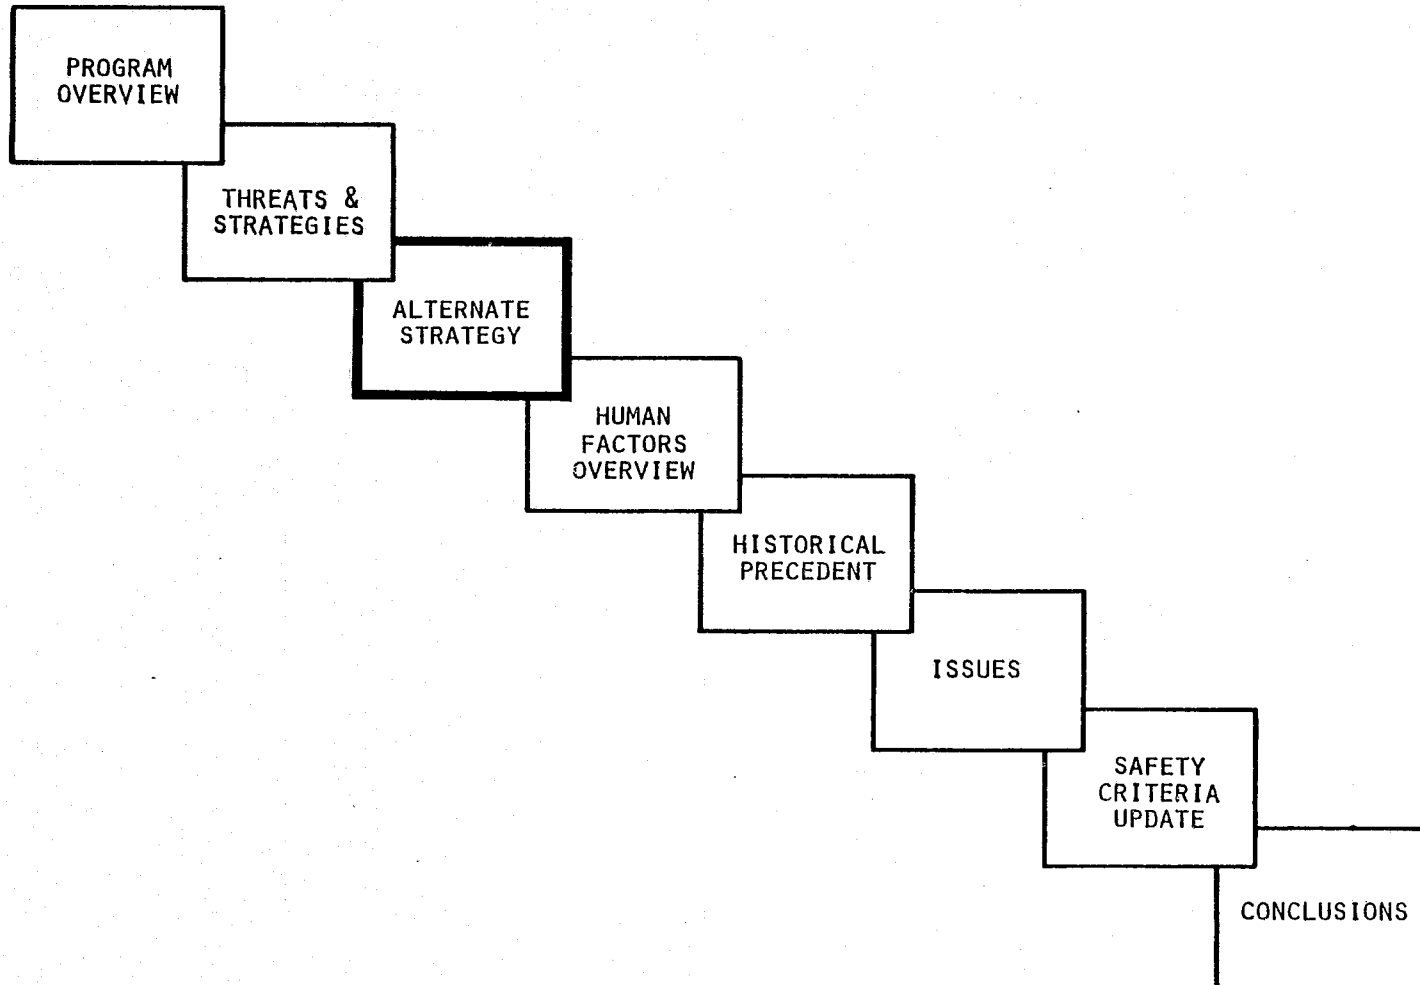 PROGRAM
OVERVIEW
THREATS &
STRATEGIES
ALTERNATE
STRATEGY
HUMAN
FACTORS
OVERVIEW
HISTORICAL
PRECEDENT
ISSUES
SAFETY
CRITERIA
UPDATE
CONCLUSIONS